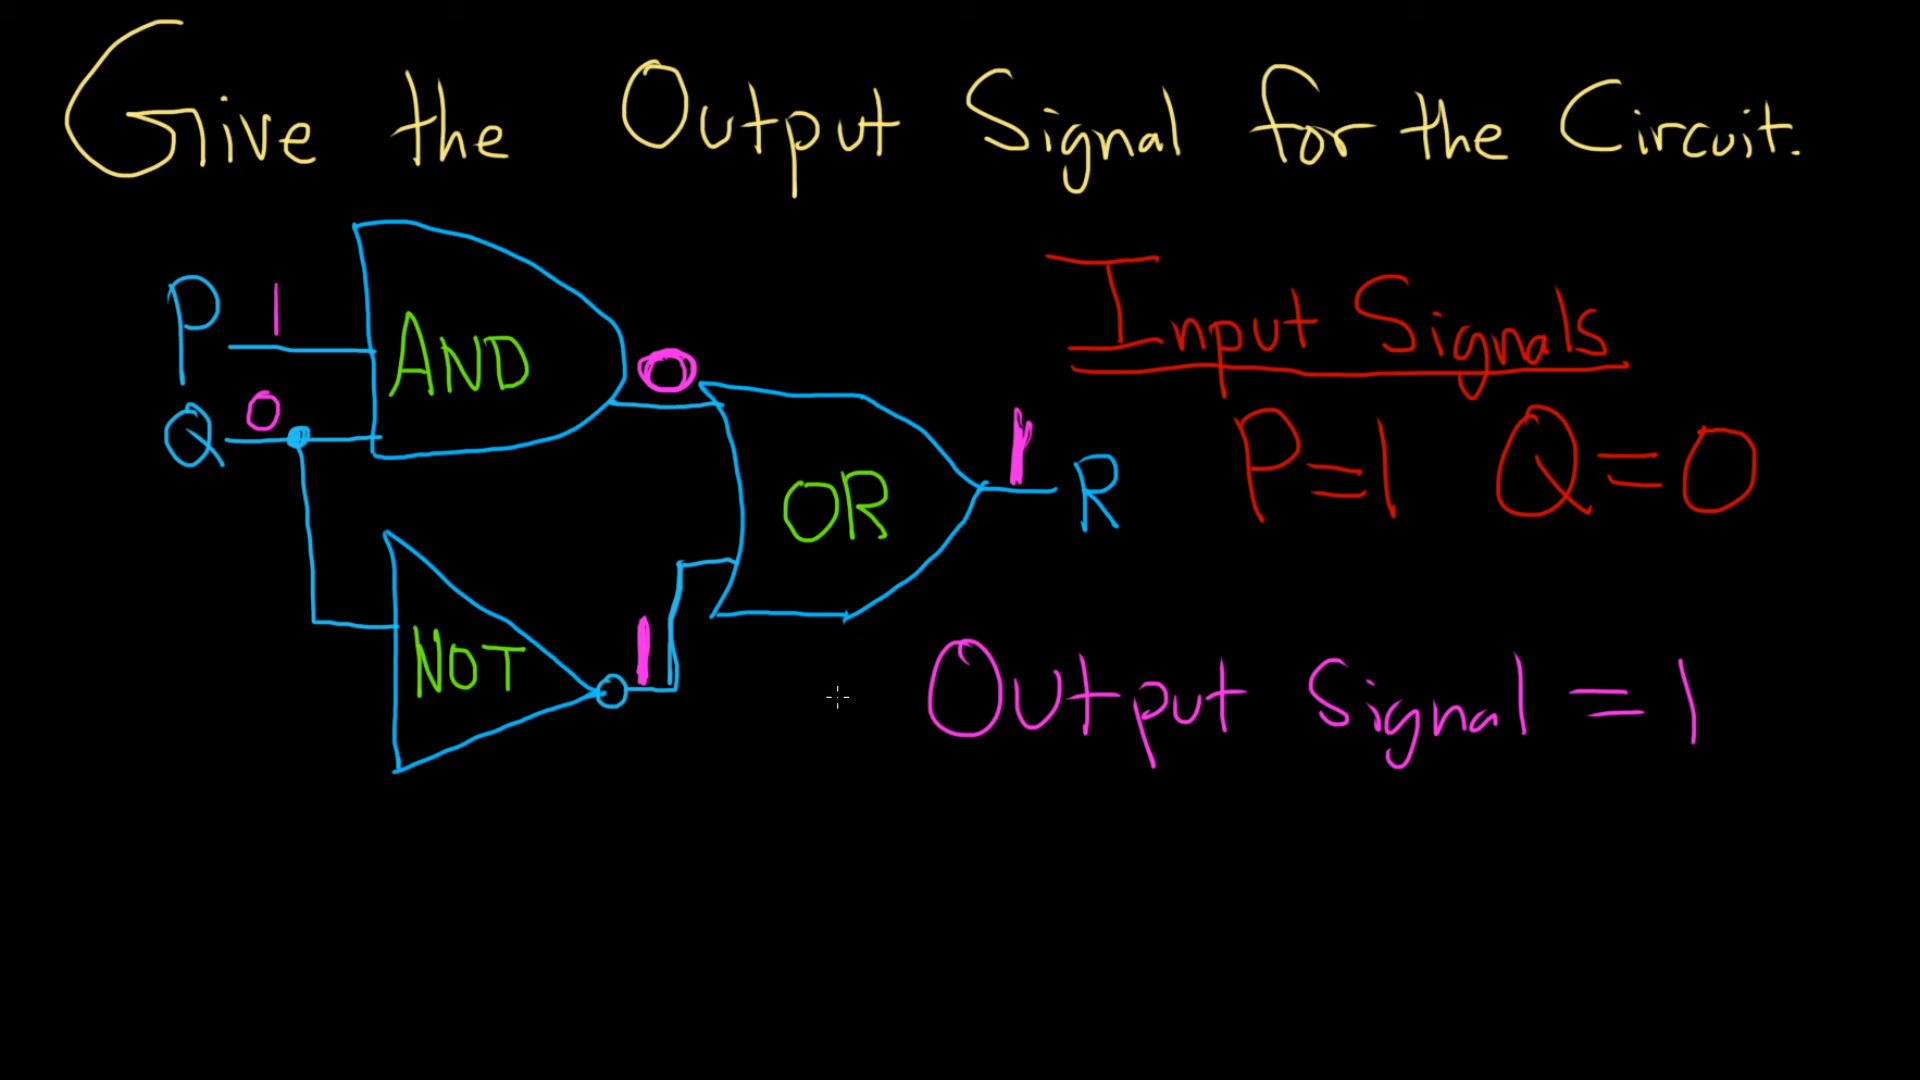 Give the Output Signal for the Circuit.
P 1
AND
0
Q 0
Input Signals
P=1 Q=0
OR
1
R
NOT
1
Output Signal = 1